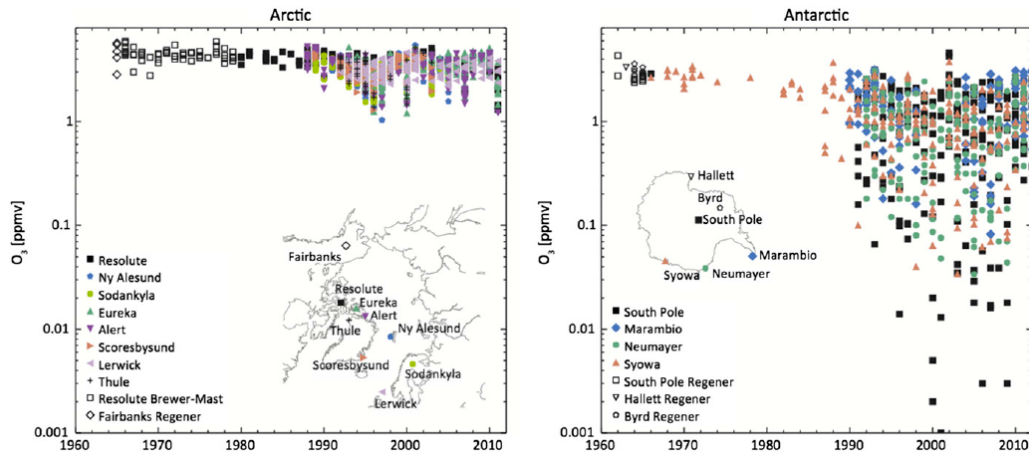 Arctic
Antarctic
O3 [ppmv]
1
0.1
0.01
0.001
1960 1970 1980 1990 2000 2010
Fairbanks
Resolute
Eureka
Alert
Thule
Ny Alesund
Scoresbysund
Sodankyla
Lerwick
Resolute
Ny Alesund
Sodankyla
Eureka
Alert
Scoresbysund
Lerwick
Thule
Resolute Brewer-Mast
Fairbanks Regener
O3 [ppmv]
1
0.1
0.01
0.001
1960 1970 1980 1990 2000 2010
Hallett
Byrd
South Pole
Marambio
Syowa
Neumayer
South Pole
Marambio
Neumayer
Syowa
South Pole Regener
Hallett Regener
Byrd Regener